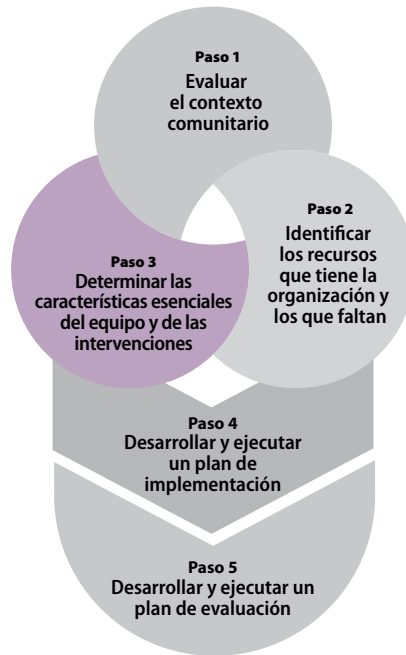 Paso 1
Evaluar
el contexto
comunitario
Paso 2
Identificar
los recursos
que tiene la
organización y
los que faltan
Paso 3
Determinar las
características esenciales
del equipo y de las
intervenciones
Paso 4
Desarrollar y ejecutar
un plan de
implementación
Paso 5
Desarrollar y ejecutar un
plan de evaluación